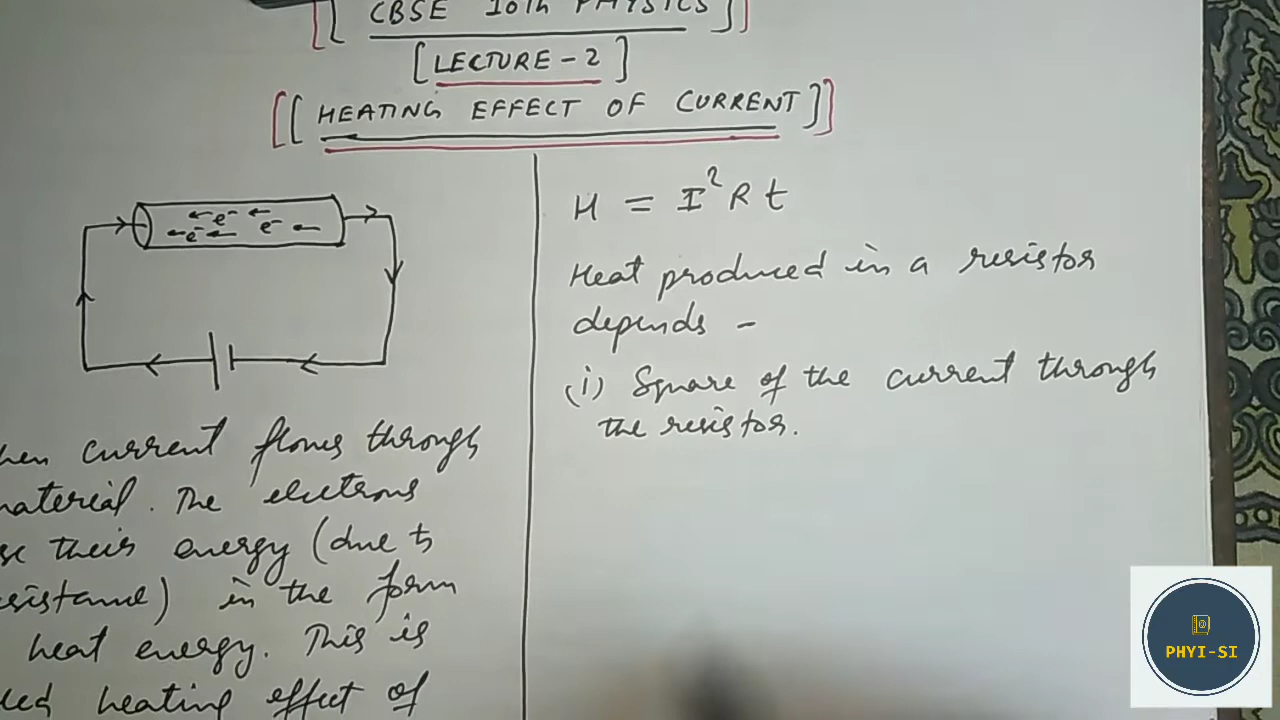 [[ CBSE 10th PHYSICS ]]
[ LECTURE - 2 ]
[[ HEATING EFFECT OF CURRENT ]]
e⁻ e⁻ e⁻
current flows through
material. The electrons
their energy (due to
resistance) in the form
heat energy. This is
heating effect of
H = I²Rt
Heat produced in a resistor
depends -
(i) Square of the current through
the resistor.
PHYI-SI